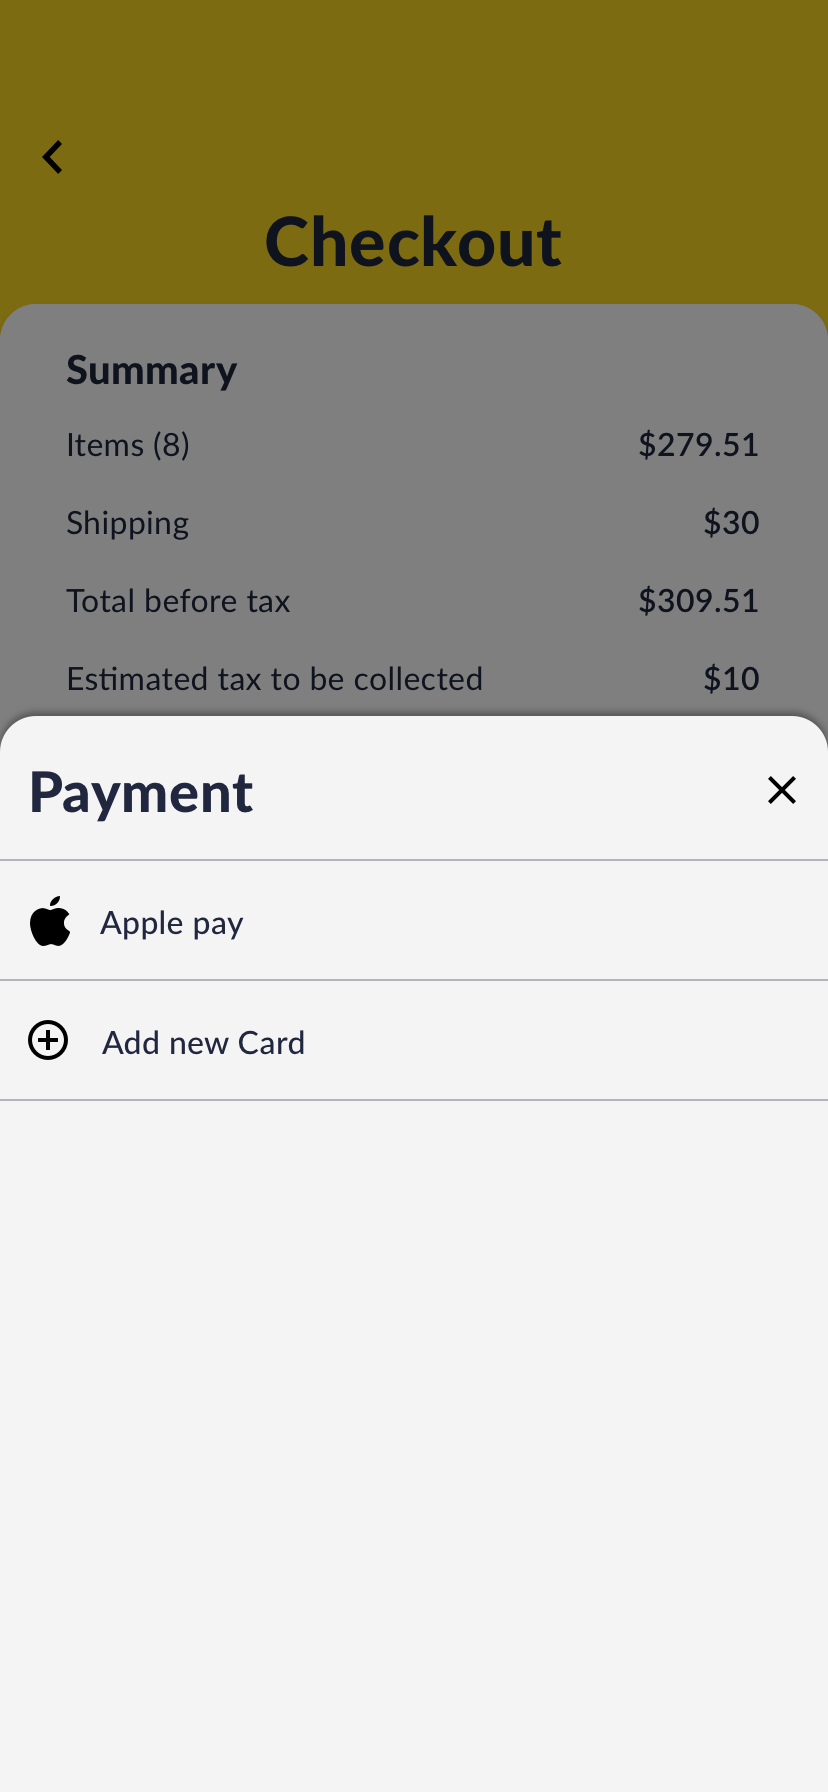 Checkout
Summary
Items (8) $279.51
Shipping $30
Total before tax $309.51
Estimated tax to be collected $10
Payment
Apple pay
Add new Card